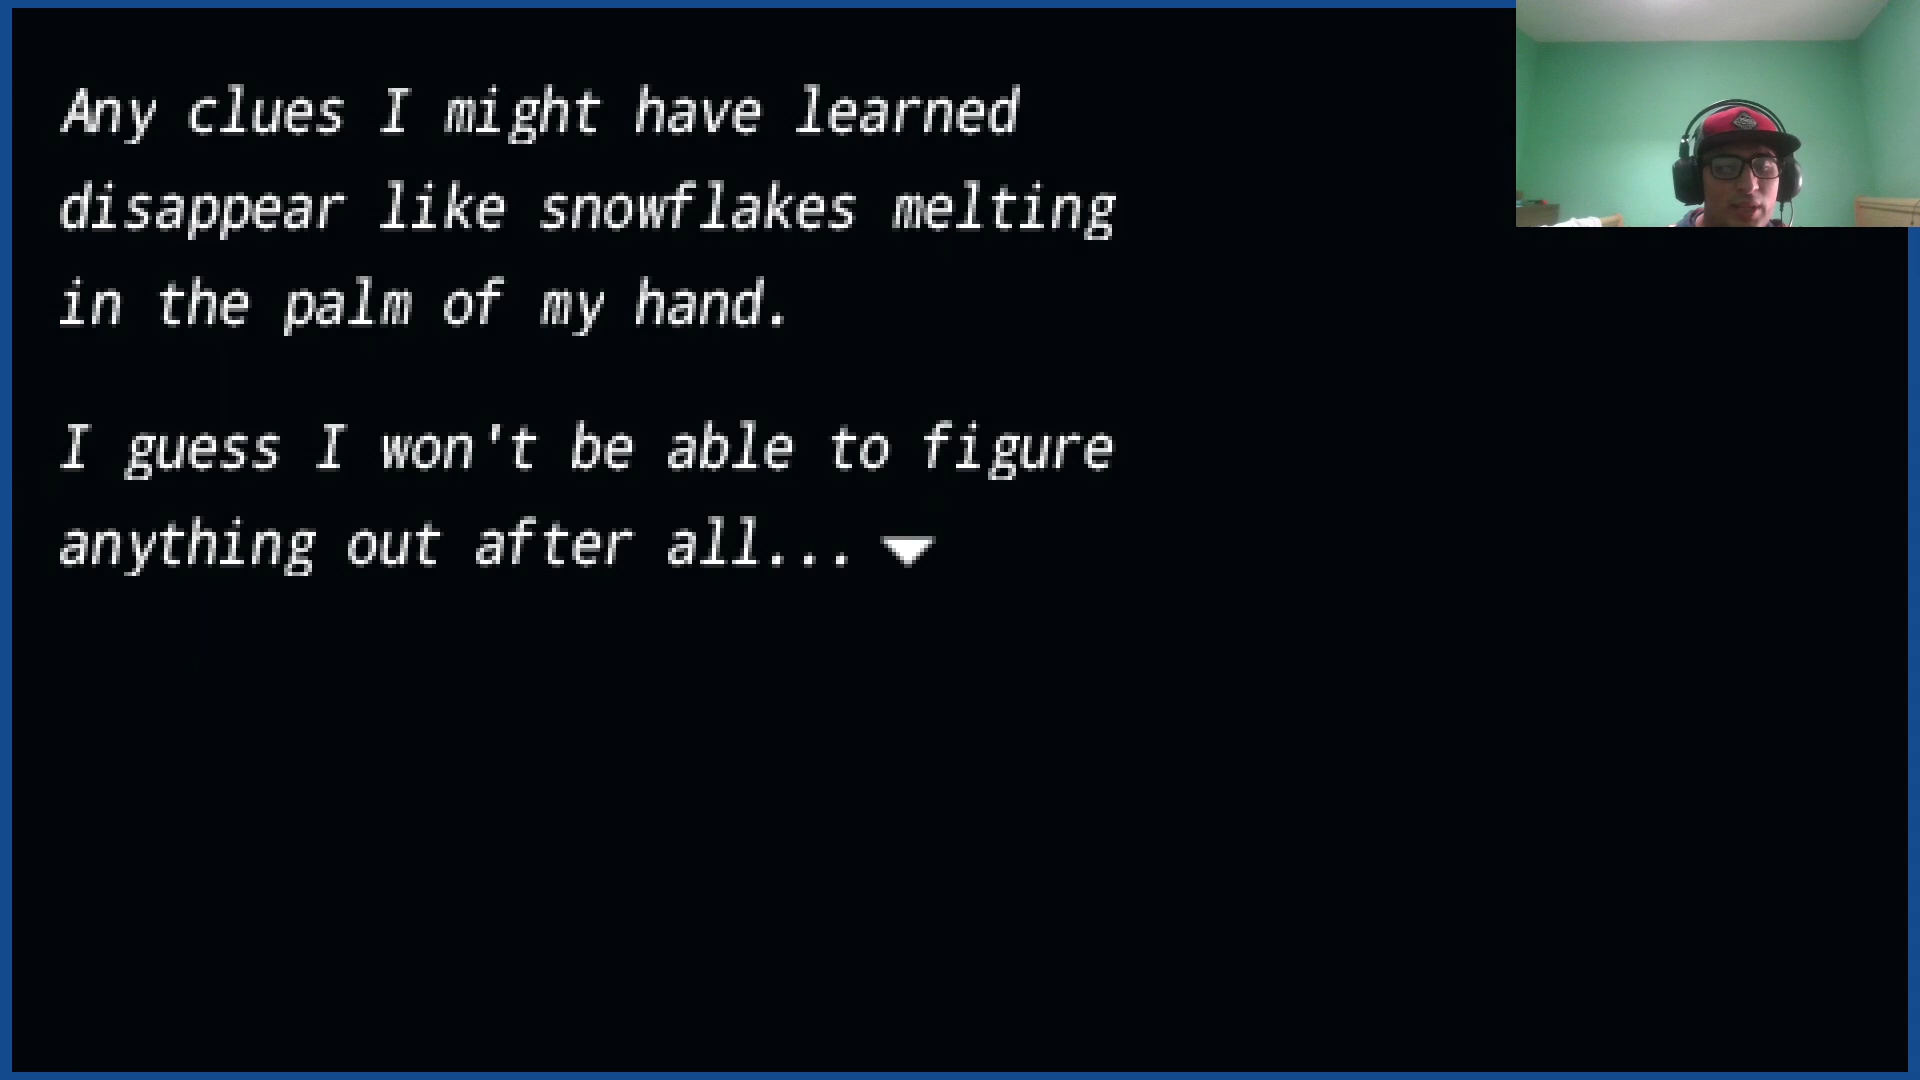 Any clues I might have learned
disappear like snowflakes melting
in the palm of my hand.
I guess I won't be able to figure
anything out after all...